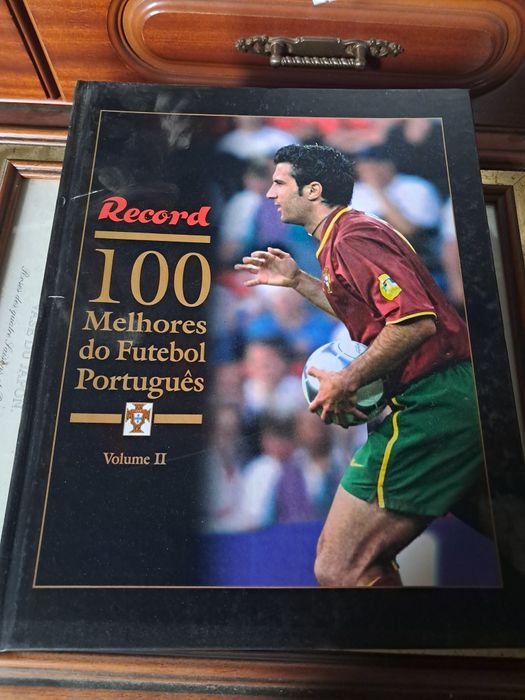 Record
100
Melhores
do Futebol
Português
Volume II